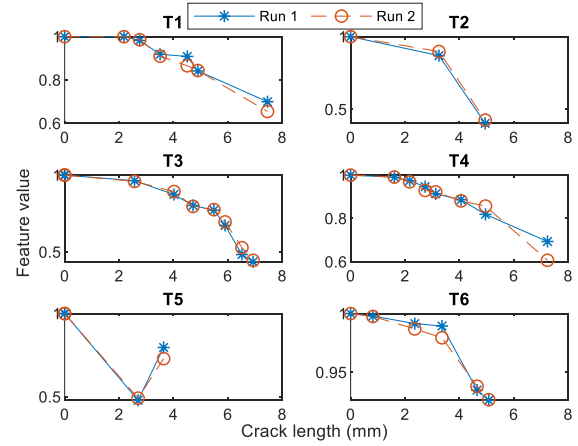 Run 1 Run 2
T1 T2
1 0.8 0.6 0 2 4 6 8
1 0.5 0 2 4 6 8
T3 T4
1 0.5 0 2 4 6 8
1 0.8 0.6 0 2 4 6 8
T5 T6
1 0.5 0 2 4 6 8
1 0.95 0 2 4 6 8
Feature value
Crack length (mm)